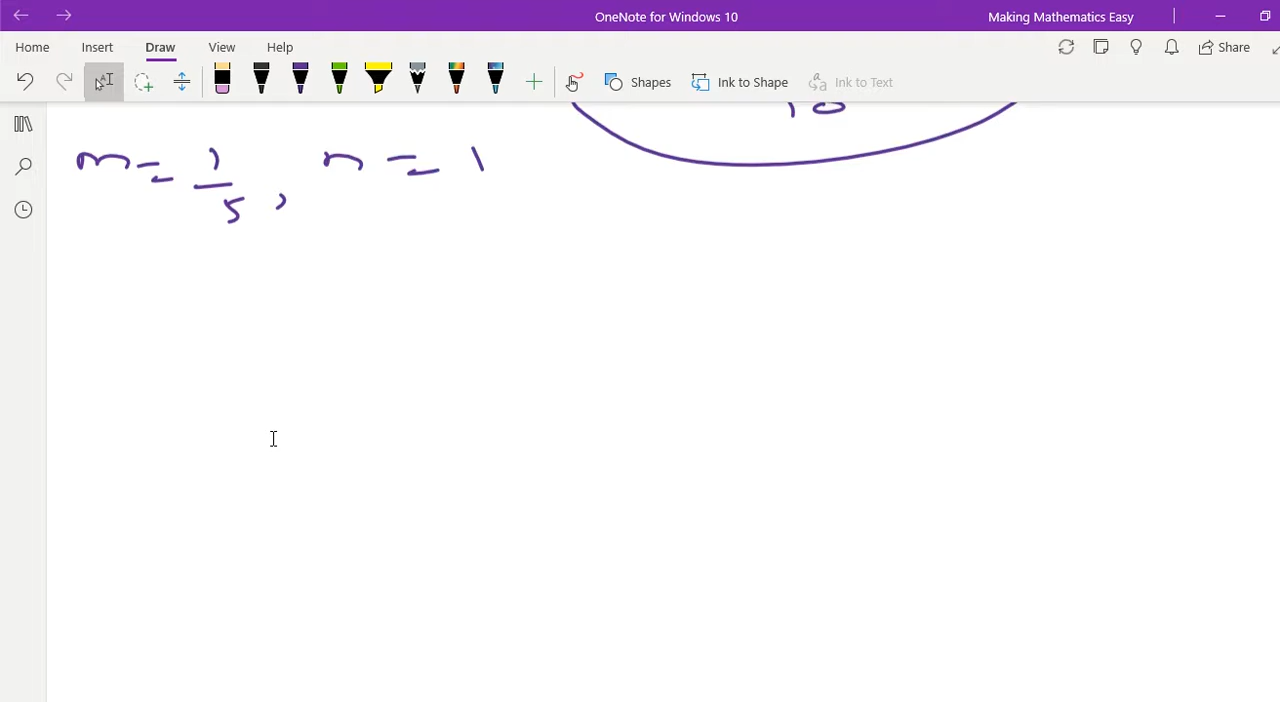 OneNote for Windows 10
Making Mathematics Easy
Home Insert Draw View Help
Share
Shapes Ink to Shape Ink to Text
10
m = 1/5 , n = 1